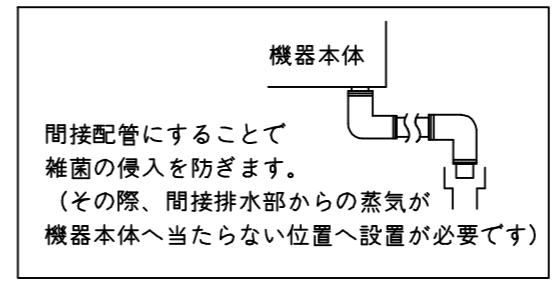 機器本体
間接配管にすることで
雑菌の侵入を防ぎます。
（その際、間接排水部からの蒸気が
機器本体へ当たらない位置へ設置が必要です）